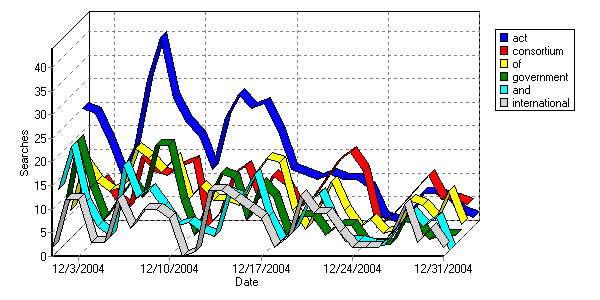 40
35
30
25
20
15
10
5
0
Searches
12/3/2004 12/10/2004 12/17/2004 12/24/2004 12/31/2004
Date
act
consortium
of
government
and
international